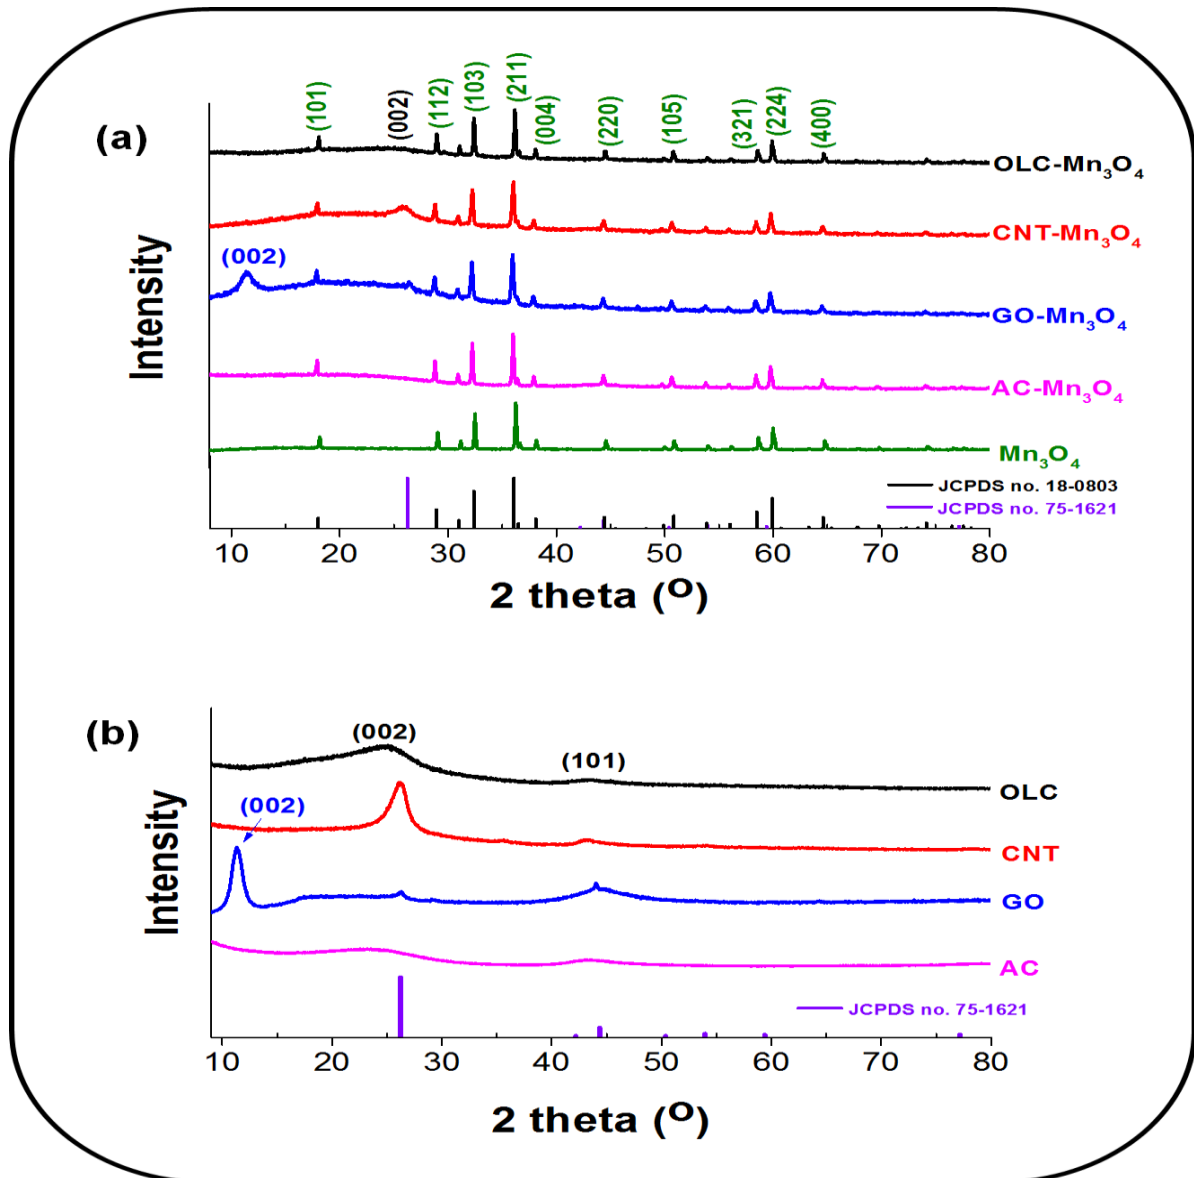 (a)
(101)
(002)
(112)
(103)
(211)
(004)
(220)
(105)
(321)
(224)
(400)
OLC-Mn₃O₄
CNT-Mn₃O₄
(002)
GO-Mn₃O₄
AC-Mn₃O₄
Mn₃O₄
JCPDS no. 18-0803
JCPDS no. 75-1621
Intensity
10 20 30 40 50 60 70 80
2 theta (O)
(b)
(002)
(101)
OLC
(002)
CNT
GO
AC
JCPDS no. 75-1621
Intensity
10 20 30 40 50 60 70 80
2 theta (O)